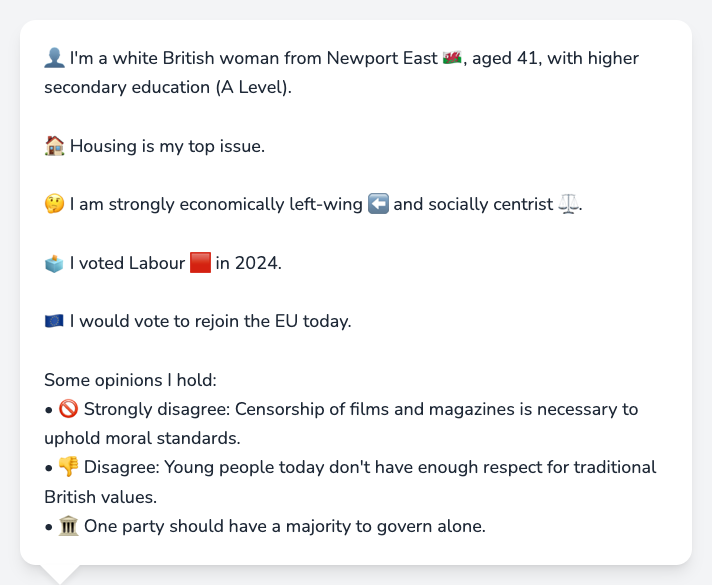 👤 I'm a white British woman from Newport East 🏴󠁧󠁢󠁷󠁬󠁳󠁿, aged 41, with higher
secondary education (A Level).
🏠 Housing is my top issue.
🤔 I am strongly economically left-wing ⬅️ and socially centrist ⚖️.
🗳️ I voted Labour 🟥 in 2024.
🇪🇺 I would vote to rejoin the EU today.
Some opinions I hold:
• 🚫 Strongly disagree: Censorship of films and magazines is necessary to
uphold moral standards.
• 👎 Disagree: Young people today don't have enough respect for traditional
British values.
• 🏛️ One party should have a majority to govern alone.